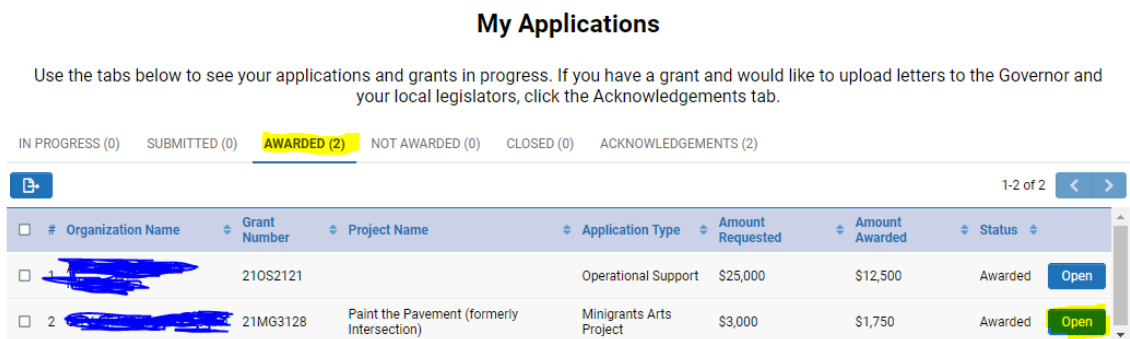 My Applications
Use the tabs below to see your applications and grants in progress. If you have a grant and would like to upload letters to the Governor and
your local legislators, click the Acknowledgements tab.
IN PROGRESS (0) SUBMITTED (0) AWARDED (2) NOT AWARDED (0) CLOSED (0) ACKNOWLEDGEMENTS (2)
1-2 of 2
# Organization Name Grant Number Project Name Application Type Amount Requested Amount Awarded Status
1 21OS2121 Operational Support $25,000 $12,500 Awarded Open
2 21MG3128 Paint the Pavement (formerly Intersection) Minigrants Arts Project $3,000 $1,750 Awarded Open